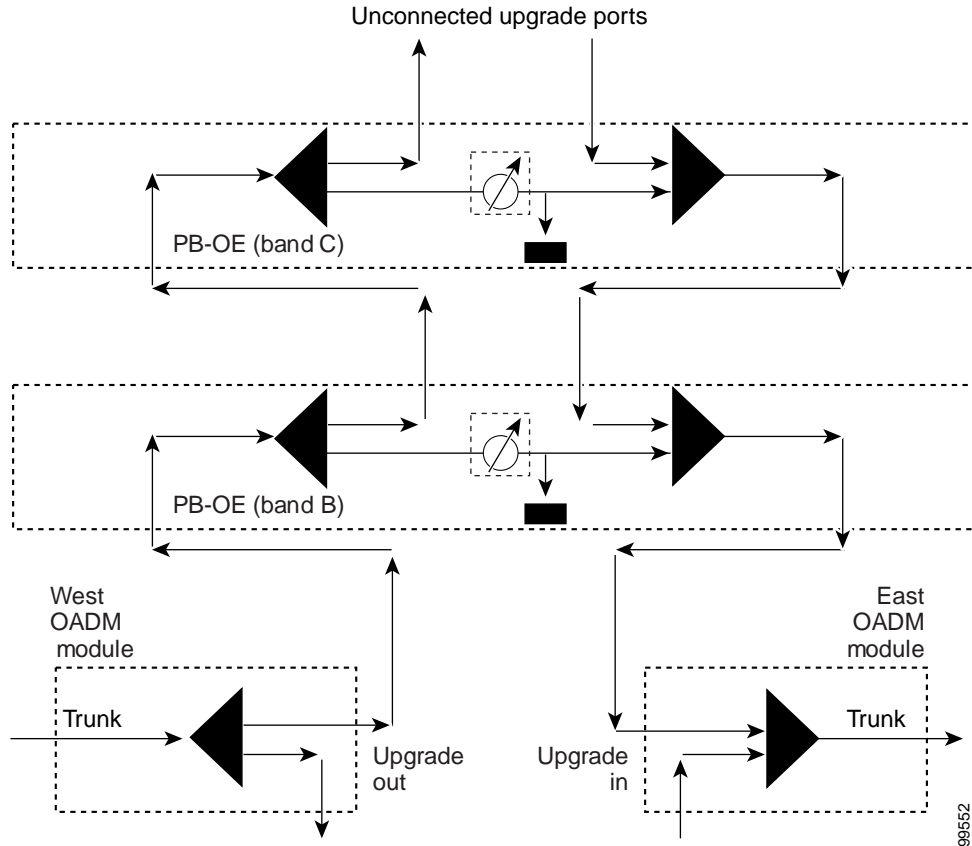 Unconnected upgrade ports
PB-OE (band C)
PB-OE (band B)
West
OADM
module
East
OADM
module
Trunk
Trunk
Upgrade
out
Upgrade
in
99552